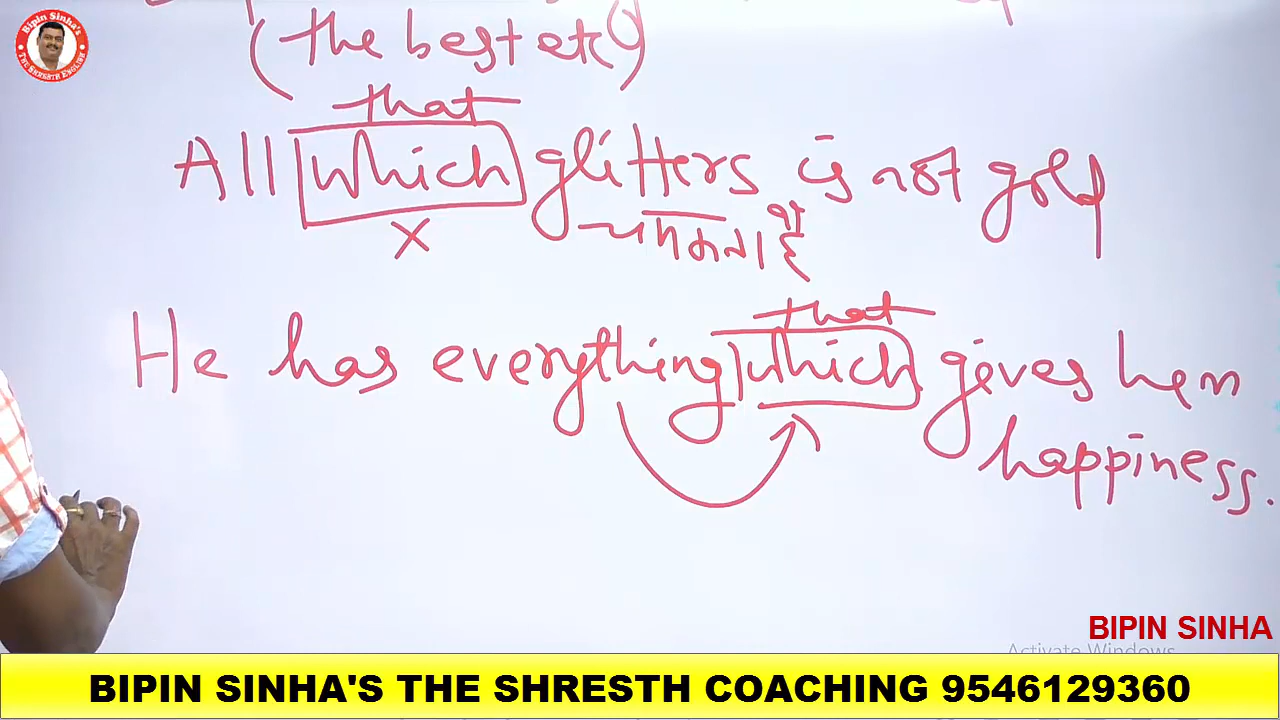 Bipin Sinha's
THE SHRESTH ENGLISH
(the best etc)
that
All which glitters is not gold
X
चमकता है
that
He has everything which gives him
happiness.
BIPIN SINHA
Activate Windows
BIPIN SINHA'S THE SHRESTH COACHING 9546129360